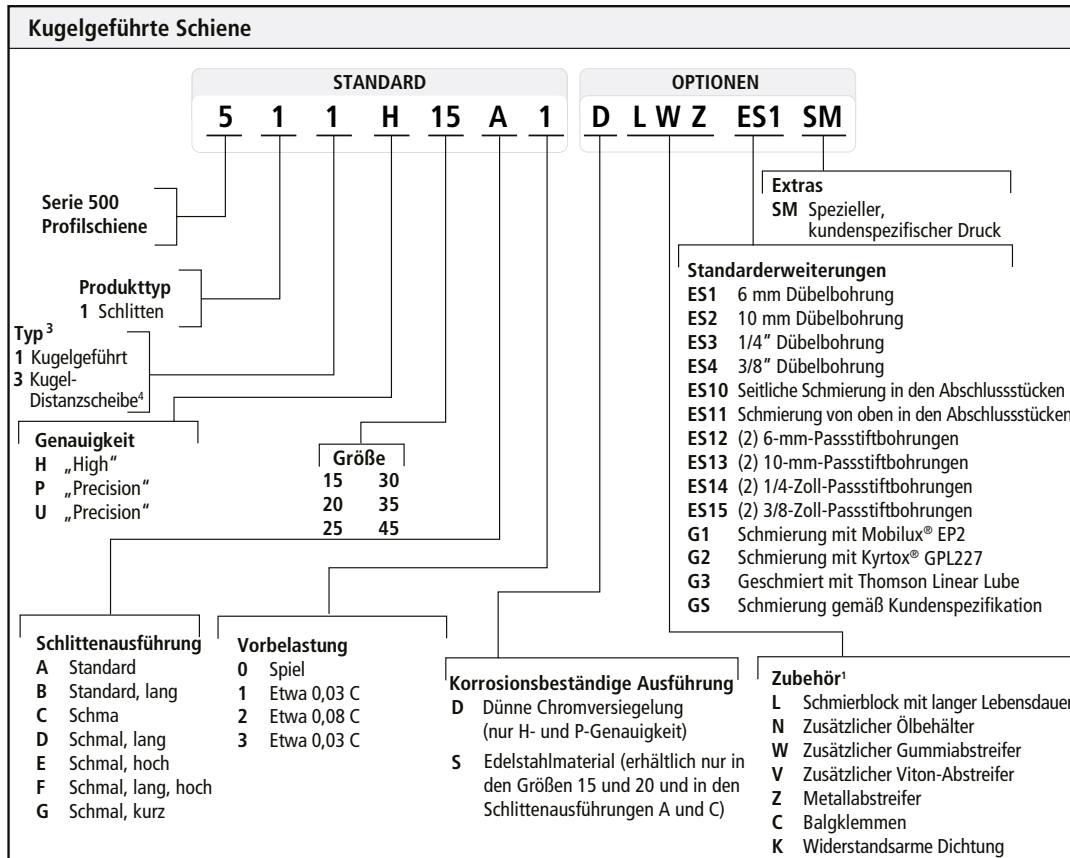 Kugelgeführte Schiene
STANDARD
OPTIONEN
5 1 1 H 15 A 1 D L W Z ES1 SM
Serie 500
Profilschiene
Produkttyp
1 Schlitten
Typ ³
1 Kugelgeführt
3 Kugel-
Distanzscheibe⁴
Genauigkeit
H „High“
P „Precision“
U „Precision“
Größe
15 30
20 35
25 45
Extras
SM Spezieller,
kundenspezifischer Druck
Standarderweiterungen
ES1 6 mm Dübelbohrung
ES2 10 mm Dübelbohrung
ES3 1/4” Dübelbohrung
ES4 3/8” Dübelbohrung
ES10 Seitliche Schmierung in den Abschlussstücken
ES11 Schmierung von oben in den Abschlussstücken
ES12 (2) 6-mm-Passstiftbohrungen
ES13 (2) 10-mm-Passstiftbohrungen
ES14 (2) 1/4-Zoll-Passstiftbohrungen
ES15 (2) 3/8-Zoll-Passstiftbohrungen
G1 Schmierung mit Mobilux® EP2
G2 Schmierung mit Kyrtox® GPL227
G3 Geschmiert mit Thomson Linear Lube
GS Schmierung gemäß Kundenspezifikation
Schlittenausführung
A Standard
B Standard, lang
C Schma
D Schmal, lang
E Schmal, hoch
F Schmal, lang, hoch
G Schmal, kurz
Vorbelastung
0 Spiel
1 Etwa 0,03 C
2 Etwa 0,08 C
3 Etwa 0,03 C
Korrosionsbeständige Ausführung
D Dünne Chromversiegelung
(nur H- und P-Genauigkeit)
S Edelstahlmaterial (erhältlich nur in
den Größen 15 und 20 und in den
Schlittenausführungen A und C)
Zubehör¹
L Schmierblock mit langer Lebensdauer
N Zusätzlicher Ölbehälter
W Zusätzlicher Gummiabstreifer
V Zusätzlicher Viton-Abstreifer
Z Metallabstreifer
C Balgklemmen
K Widerstandsarme Dichtung